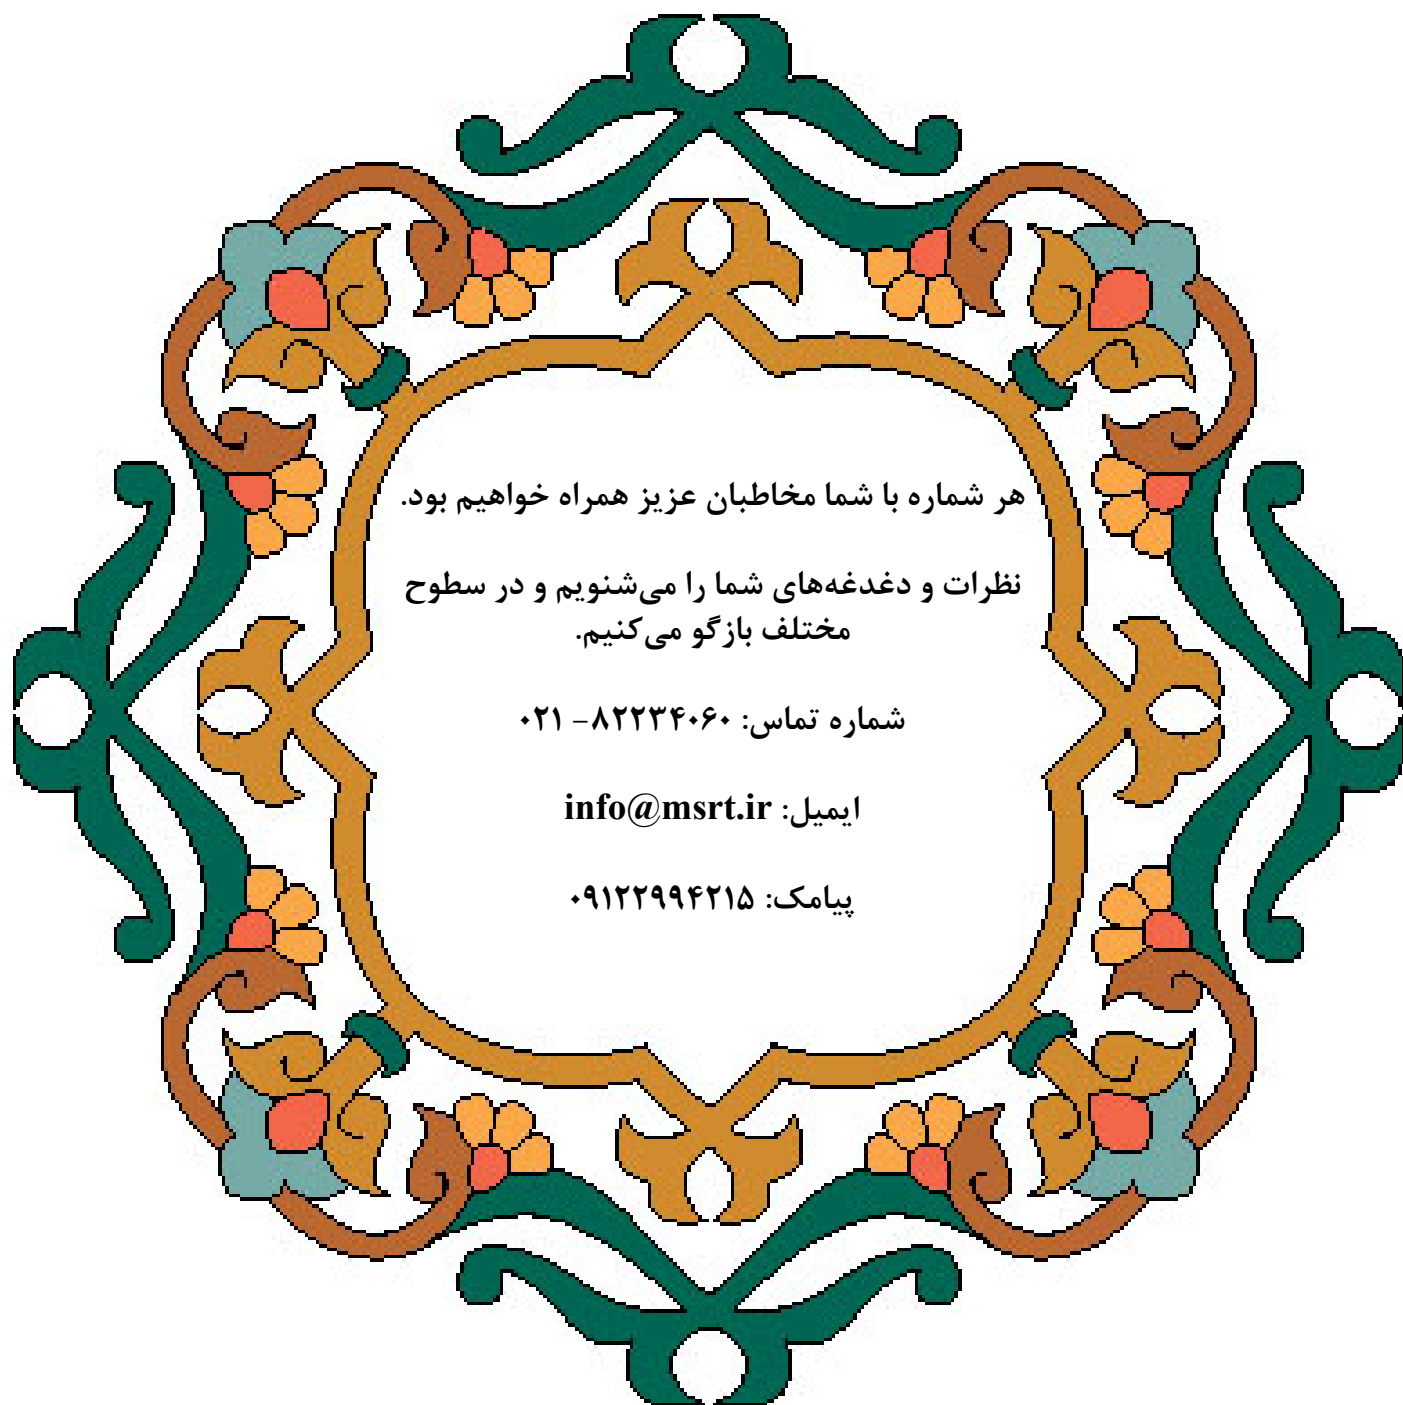 هر شماره با شما مخاطبان عزیز همراه خواهیم بود.
نظرات و دغدغه‌های شما را می‌شنویم و در سطوح
مختلف بازگو می‌کنیم.
شماره تماس: ۸۲۲۳۴۰۶۰- ۰۲۱
ایمیل: info@msrt.ir
پیامک: ۰۹۱۲۲۹۹۴۲۱۵